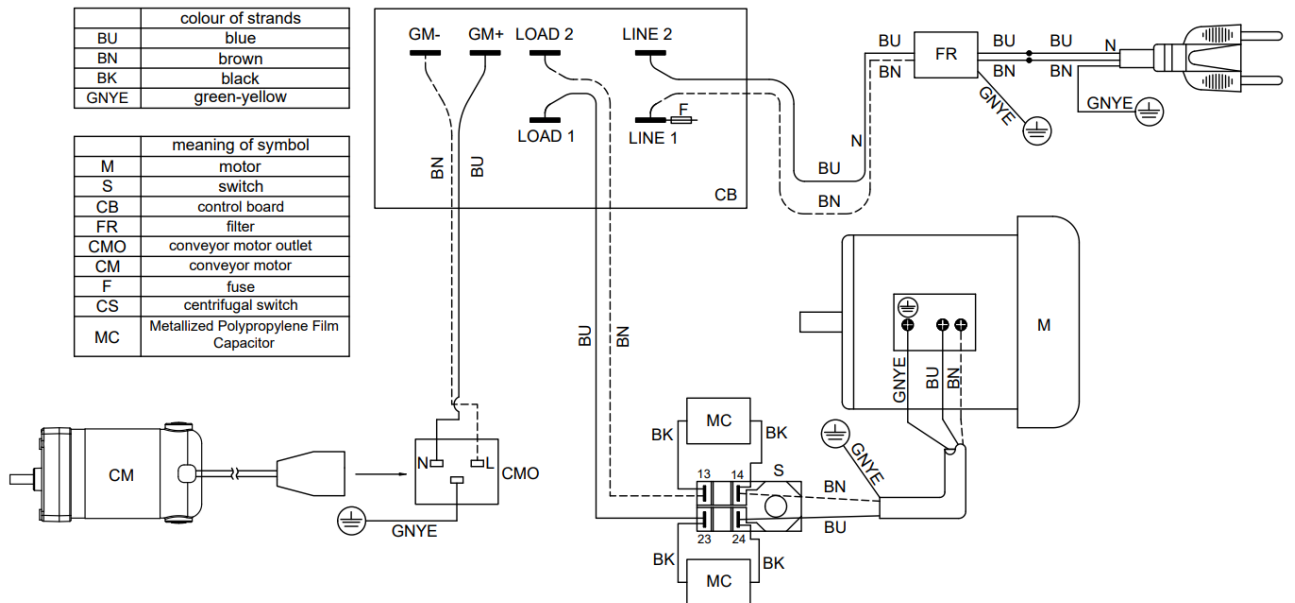 colour of strands
BU blue
BN brown
BK black
GNYE green-yellow
meaning of symbol
M motor
S switch
CB control board
FR filter
CMO conveyor motor outlet
CM conveyor motor
F fuse
CS centrifugal switch
MC Metallized Polypropylene Film
Capacitor
GM- GM+ LOAD 2 LINE 2
LOAD 1 LINE 1
F
CB
BN
BU
BU
BN
FR
BU
BN
BU
BN
N
GNYE
GNYE
N
BU
BN
BU
BN
M
GNYE
BU
BN
CM
N L
CMO
GNYE
MC
BK
BK
13 14
S
23 24
BN
BU
GNYE
BK
BK
MC